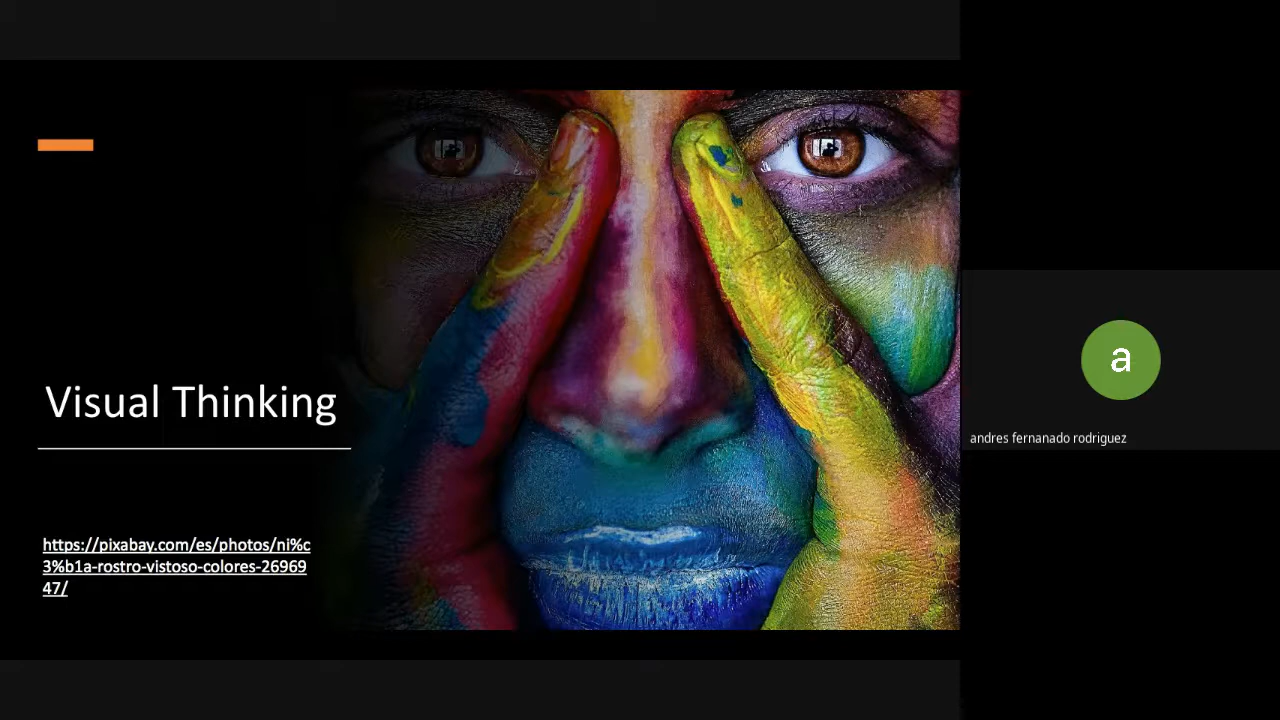 Visual Thinking
https://pixabay.com/es/photos/ni%c
3%b1a-rostro-vistoso-colores-26969
47/
a
andres fernanado rodriguez